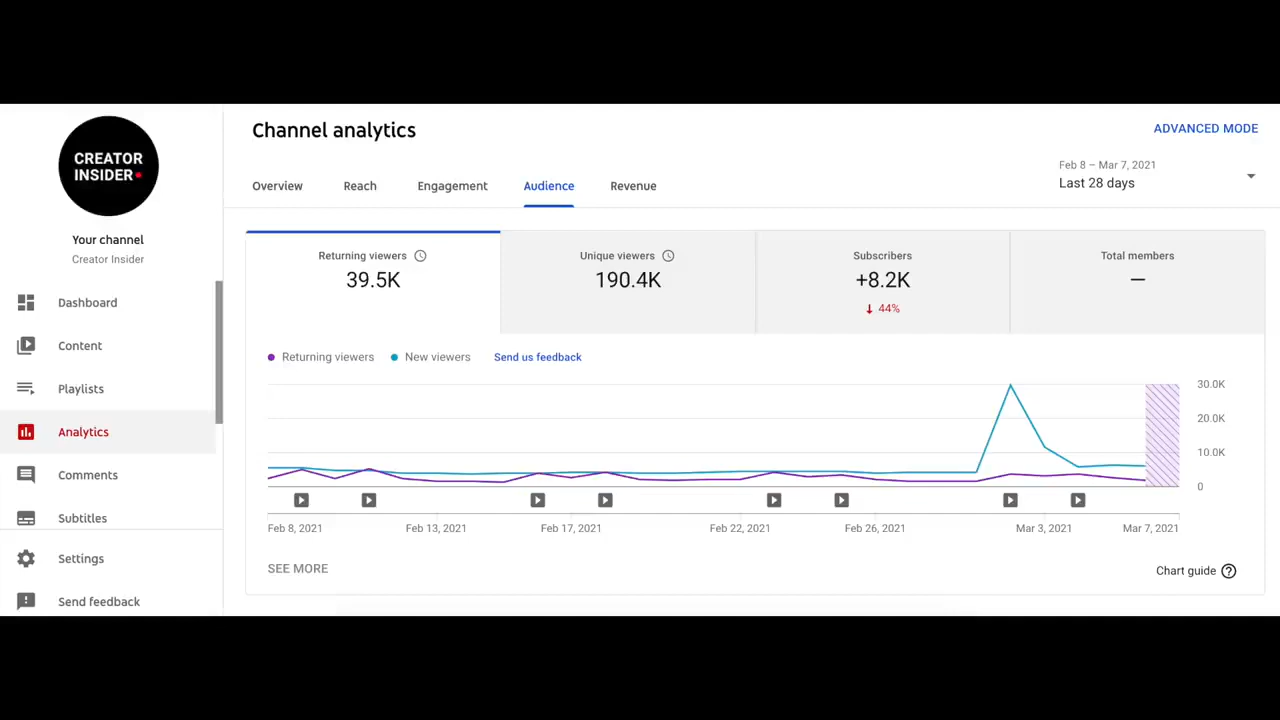 CREATOR
INSIDER
Your channel
Creator Insider
Dashboard
Content
Playlists
Analytics
Comments
Subtitles
Settings
Send feedback
Channel analytics
ADVANCED MODE
Overview Reach Engagement Audience Revenue
Feb 8 – Mar 7, 2021
Last 28 days
Returning viewers
39.5K
Unique viewers
190.4K
Subscribers
+8.2K
44%
Total members
—
Returning viewers New viewers Send us feedback
30.0K
20.0K
10.0K
0
Feb 8, 2021 Feb 13, 2021 Feb 17, 2021 Feb 22, 2021 Feb 26, 2021 Mar 3, 2021 Mar 7, 2021
SEE MORE
Chart guide ?